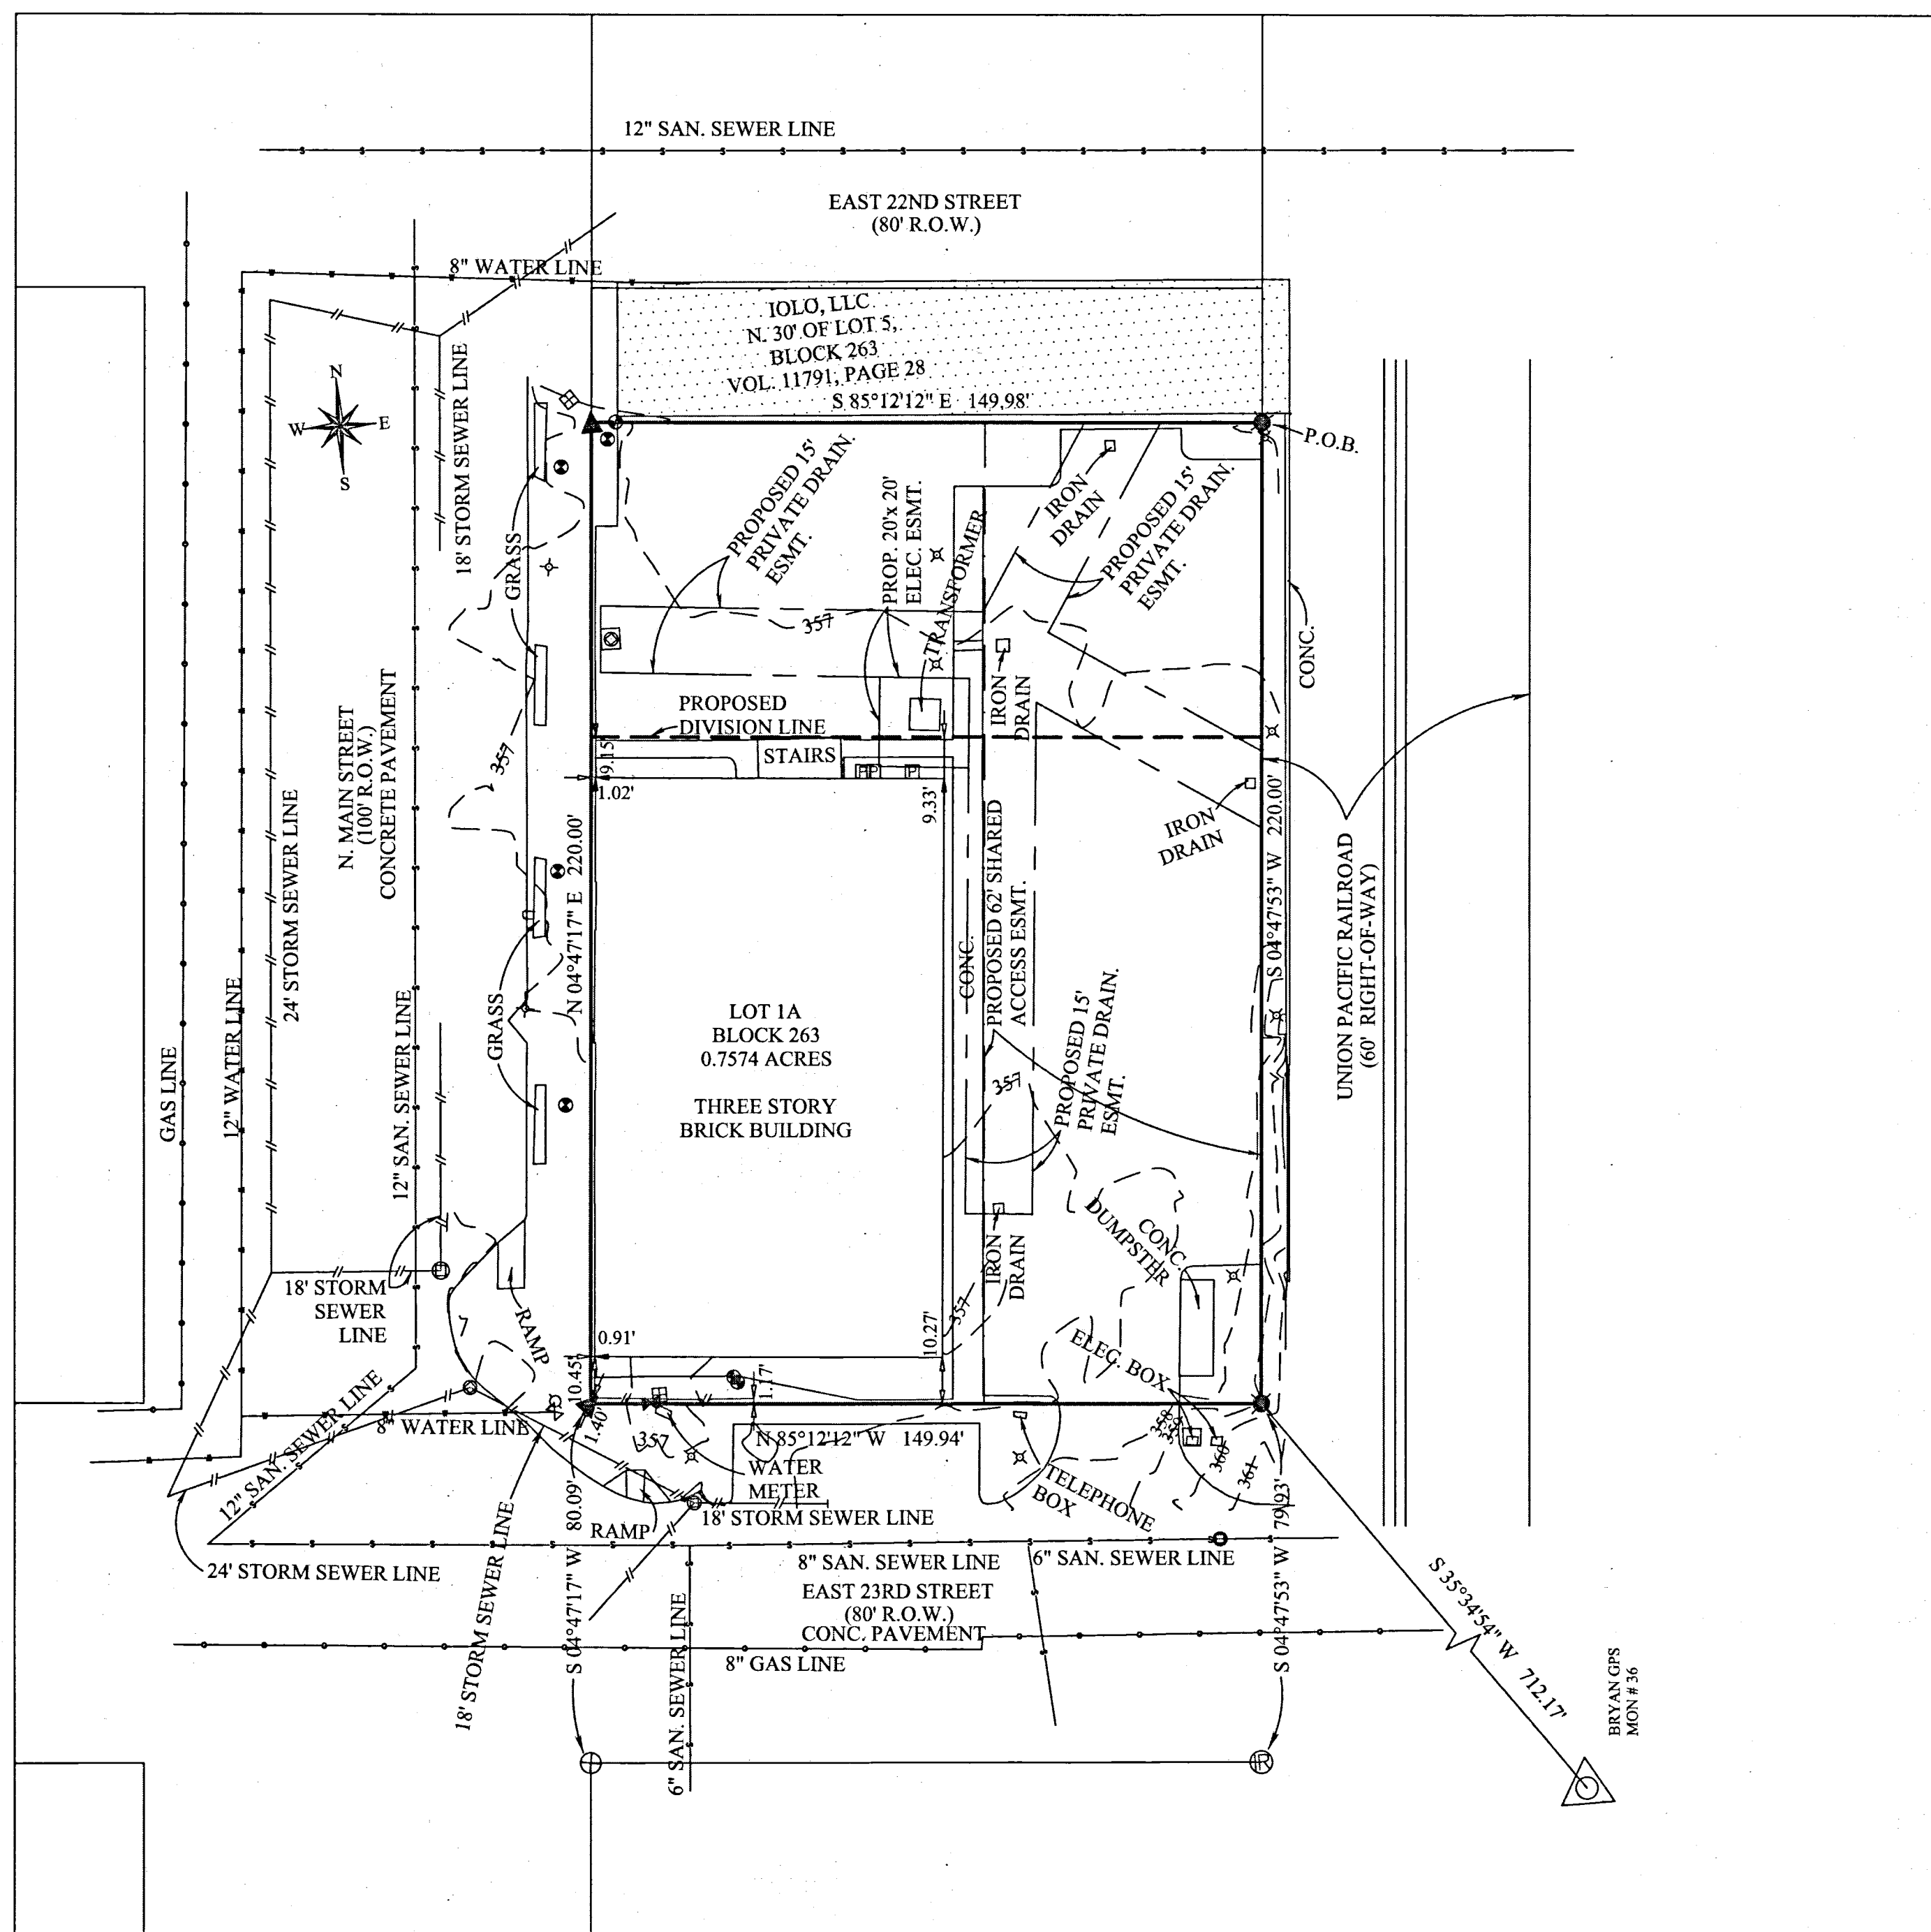 12" SAN. SEWER LINE
EAST 22ND STREET
(80' R.O.W.)
8" WATER LINE
IOLO, LLC
N. 30' OF LOT 5,
BLOCK 263
VOL. 11791, PAGE 28
S 85°12'12" E 149.98'
P.O.B.
N
W
E
S
18' STORM SEWER LINE
GRASS
PROPOSED 15'
PRIVATE DRAIN.
ESMT.
PROP. 20'x 20'
ELEC. ESMT.
TRANSFORMER
IRON
DRAIN
PROPOSED 15'
PRIVATE DRAIN.
ESMT.
CONC.
357
IRON
DRAIN
PROPOSED
DIVISION LINE
STAIRS
P
P
9.15'
1.02'
9.33'
357
N. MAIN STREET
(100' R.O.W.)
CONCRETE PAVEMENT
24' STORM SEWER LINE
N 04°47'17" E 220.00'
IRON
DRAIN
S 04°47'53" W 220.00'
UNION PACIFIC RAILROAD
(60' RIGHT-OF-WAY)
CONC.
PROPOSED 62' SHARED
ACCESS ESMT.
GAS LINE
12" WATER LINE
12" SAN. SEWER LINE
GRASS
LOT 1A
BLOCK 263
0.7574 ACRES
THREE STORY
BRICK BUILDING
357
PROPOSED 15'
PRIVATE DRAIN.
ESMT.
CONC.
DUMPSTER
IRON
DRAIN
357
18' STORM
SEWER
LINE
RAMP
0.91'
10.45'
10.27'
1.17'
1.40'
ELEC. BOX
12" SAN. SEWER LINE
8" WATER LINE
357
N 85°12'12" W 149.94'
WATER
METER
358
359
360
361
TELEPHONE
BOX
RAMP
18' STORM SEWER LINE
24' STORM SEWER LINE
18' STORM SEWER LINE
S 04°47'17" W 80.09'
8" SAN. SEWER LINE
6" SAN. SEWER LINE
EAST 23RD STREET
(80' R.O.W.)
CONC. PAVEMENT
8" GAS LINE
6" SAN. SEWER LINE
S 04°47'53" W 79.93'
S 35°34'54" W 712.17'
BRYAN GPS
MON # 36
IR